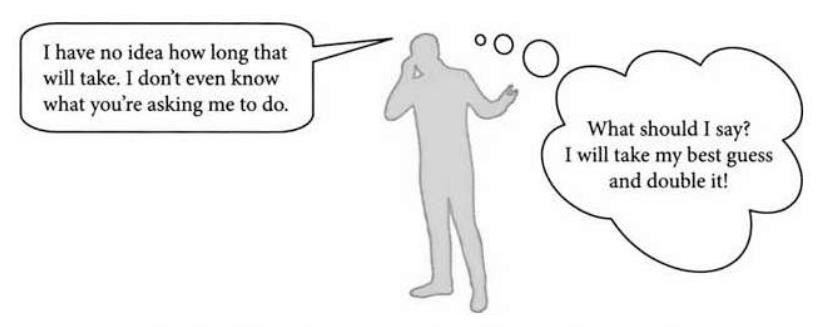 I have no idea how long that
will take. I don't even know
what you're asking me to do.
What should I say?
I will take my best guess
and double it!